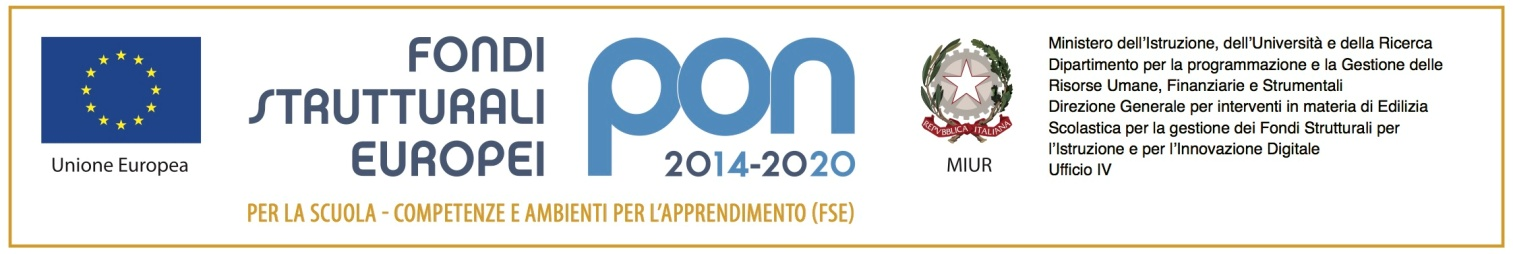 Unione Europea
FONDI
STRUTTURALI
EUROPEI
pon
2014-2020
PER LA SCUOLA - COMPETENZE E AMBIENTI PER L'APPRENDIMENTO (FSE)
REPVBBLICA ITALIANA
MIUR
Ministero dell'Istruzione, dell'Università e della Ricerca
Dipartimento per la programmazione e la Gestione delle
Risorse Umane, Finanziarie e Strumentali
Direzione Generale per interventi in materia di Edilizia
Scolastica per la gestione dei Fondi Strutturali per
l'Istruzione e per l'Innovazione Digitale
Ufficio IV